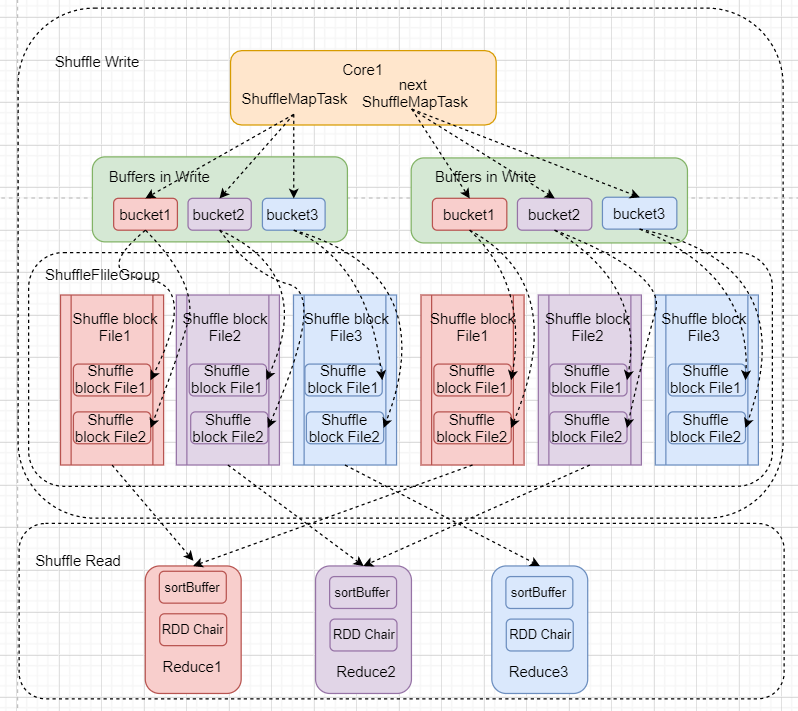 Shuffle Write
Core1
ShuffleMapTask
next
ShuffleMapTask
Buffers in Write
bucket1
bucket2
bucket3
Buffers in Write
bucket1
bucket2
bucket3
ShuffleFlileGroup
Shuffle block
File1
Shuffle
block File1
Shuffle
block File2
Shuffle block
File2
Shuffle
block File1
Shuffle
block File2
Shuffle block
File3
Shuffle
block File1
Shuffle
block File2
Shuffle block
File1
Shuffle
block File1
Shuffle
block File2
Shuffle block
File2
Shuffle
block File1
Shuffle
block File2
Shuffle block
File3
Shuffle
block File1
Shuffle
block File2
Shuffle Read
sortBuffer
RDD Chair
Reduce1
sortBuffer
RDD Chair
Reduce2
sortBuffer
RDD Chair
Reduce3